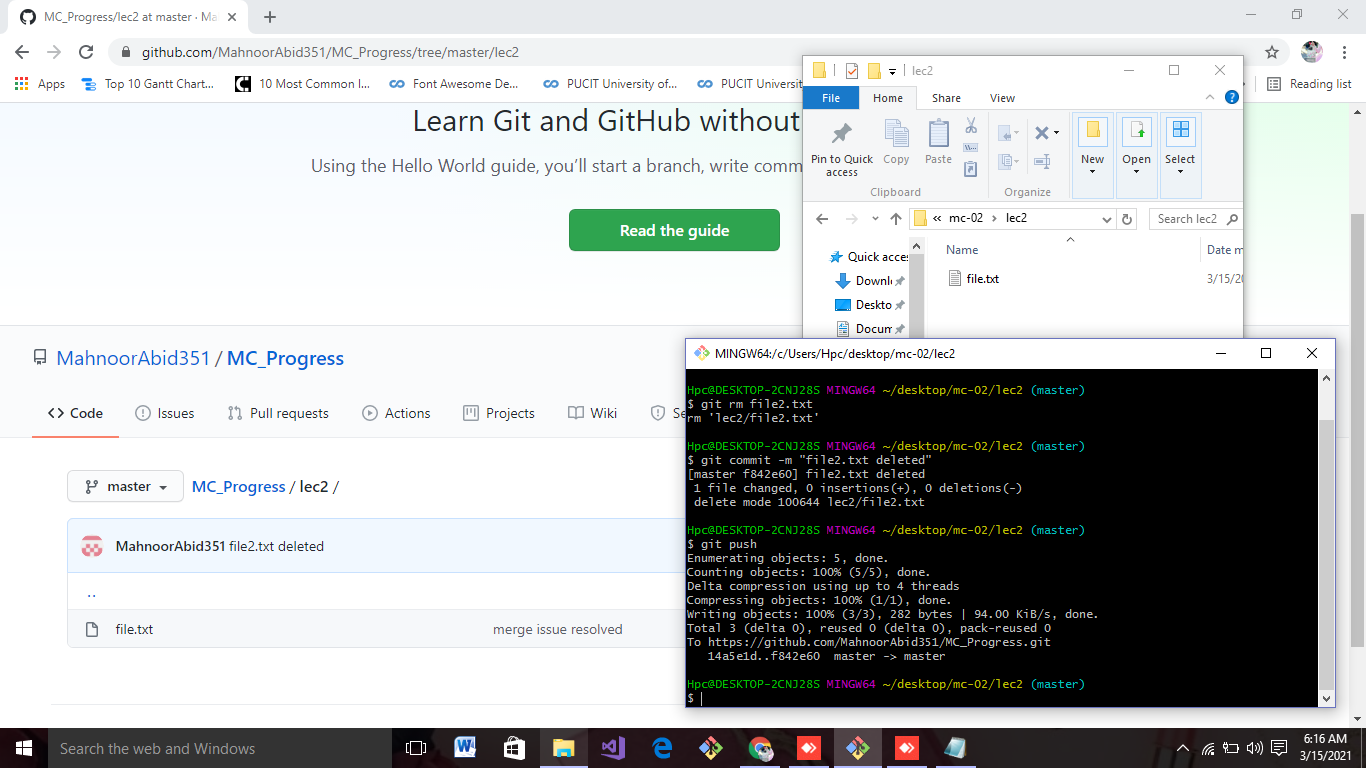 MC_Progress/lec2 at master · Ma
github.com/MahnoorAbid351/MC_Progress/tree/master/lec2
Apps
Top 10 Gantt Chart...
10 Most Common I...
Font Awesome De...
PUCIT University of...
PUCIT Universit
Reading list
Learn Git and GitHub without
Using the Hello World guide, you’ll start a branch, write comm
Read the guide
MahnoorAbid351 / MC_Progress
Code
Issues
Pull requests
Actions
Projects
Wiki
Se
master
MC_Progress / lec2 /
MahnoorAbid351 file2.txt deleted
..
file.txt
merge issue resolved
lec2
File
Home
Share
View
Pin to Quick
access
Copy
Paste
New
Open
Select
Clipboard
Organize
« mc-02 > lec2
Search lec2
Quick acces
Downl
Deskto
Docum
Name
Date m
file.txt
3/15/20
MINGW64:/c/Users/Hpc/desktop/mc-02/lec2
Hpc@DESKTOP-2CNJ28S MINGW64 ~/desktop/mc-02/lec2 (master)
$ git rm file2.txt
rm 'lec2/file2.txt'
Hpc@DESKTOP-2CNJ28S MINGW64 ~/desktop/mc-02/lec2 (master)
$ git commit -m "file2.txt deleted"
[master f842e60] file2.txt deleted
1 file changed, 0 insertions(+), 0 deletions(-)
delete mode 100644 lec2/file2.txt
Hpc@DESKTOP-2CNJ28S MINGW64 ~/desktop/mc-02/lec2 (master)
$ git push
Enumerating objects: 5, done.
Counting objects: 100% (5/5), done.
Delta compression using up to 4 threads
Compressing objects: 100% (1/1), done.
Writing objects: 100% (3/3), 282 bytes | 94.00 KiB/s, done.
Total 3 (delta 0), reused 0 (delta 0), pack-reused 0
To https://github.com/MahnoorAbid351/MC_Progress.git
14a5e1d..f842e60  master -> master
Hpc@DESKTOP-2CNJ28S MINGW64 ~/desktop/mc-02/lec2 (master)
$
Search the web and Windows
6:16 AM
3/15/2021